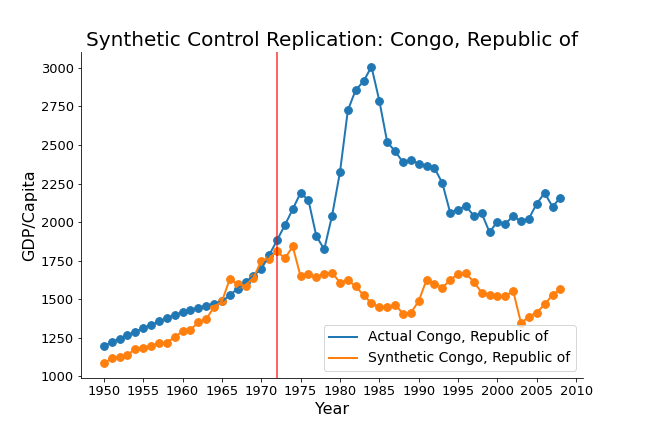 Synthetic Control Replication: Congo, Republic of
3000
2750
2500
2250
2000
1750
1500
1250
1000
GDP/Capita
Actual Congo, Republic of
Synthetic Congo, Republic of
1950 1955 1960 1965 1970 1975 1980 1985 1990 1995 2000 2005 2010
Year